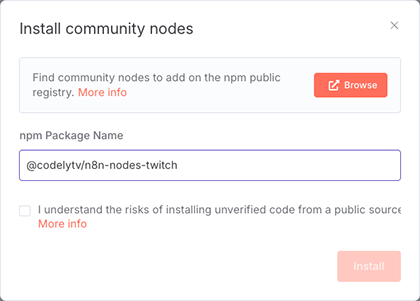 Install community nodes
Find community nodes to add on the npm public
registry. More info
Browse
npm Package Name
@codelytv/n8n-nodes-twitch
I understand the risks of installing unverified code from a public source
More info
Install